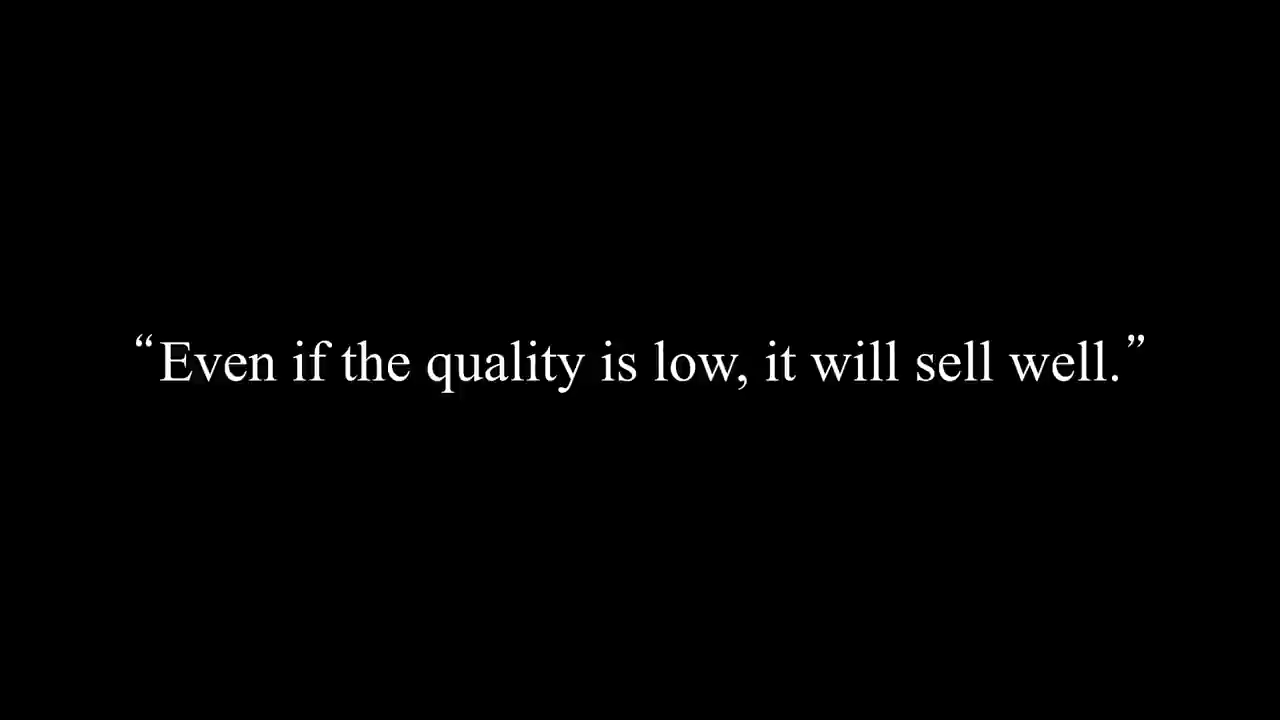 “Even if the quality is low, it will sell well.”